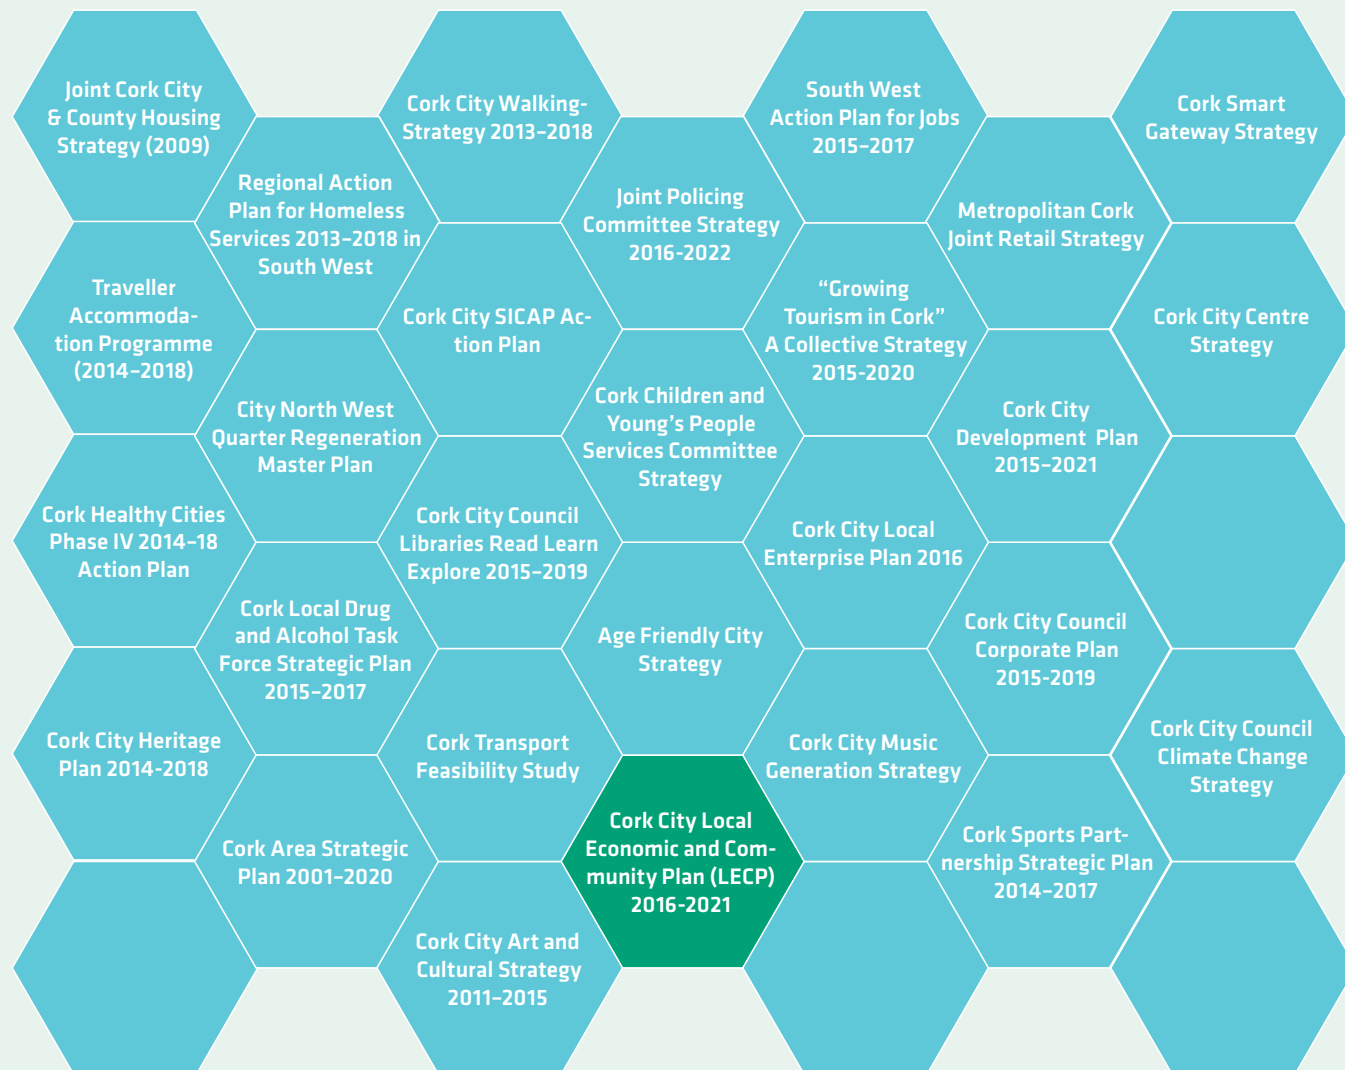 Joint Cork City
& County Housing
Strategy (2009)
Cork City Walking-
Strategy 2013–2018
South West
Action Plan for Jobs
2015–2017
Cork Smart
Gateway Strategy
Regional Action
Plan for Homeless
Services 2013–2018 in
South West
Joint Policing
Committee Strategy
2016-2022
Metropolitan Cork
Joint Retail Strategy
Traveller
Accommoda-
tion Programme
(2014–2018)
Cork City SICAP Ac-
tion Plan
“Growing
Tourism in Cork”
A Collective Strategy
2015-2020
Cork City Centre
Strategy
City North West
Quarter Regeneration
Master Plan
Cork Children and
Young’s People
Services Committee
Strategy
Cork City
Development Plan
2015–2021
Cork Healthy Cities
Phase IV 2014–18
Action Plan
Cork City Council
Libraries Read Learn
Explore 2015–2019
Cork City Local
Enterprise Plan 2016
Cork Local Drug
and Alcohol Task
Force Strategic Plan
2015–2017
Age Friendly City
Strategy
Cork City Council
Corporate Plan
2015-2019
Cork City Heritage
Plan 2014-2018
Cork Transport
Feasibility Study
Cork City Music
Generation Strategy
Cork City Council
Climate Change
Strategy
Cork Area Strategic
Plan 2001–2020
Cork City Local
Economic and Com-
munity Plan (LECP)
2016-2021
Cork Sports Part-
nership Strategic Plan
2014–2017
Cork City Art and
Cultural Strategy
2011–2015